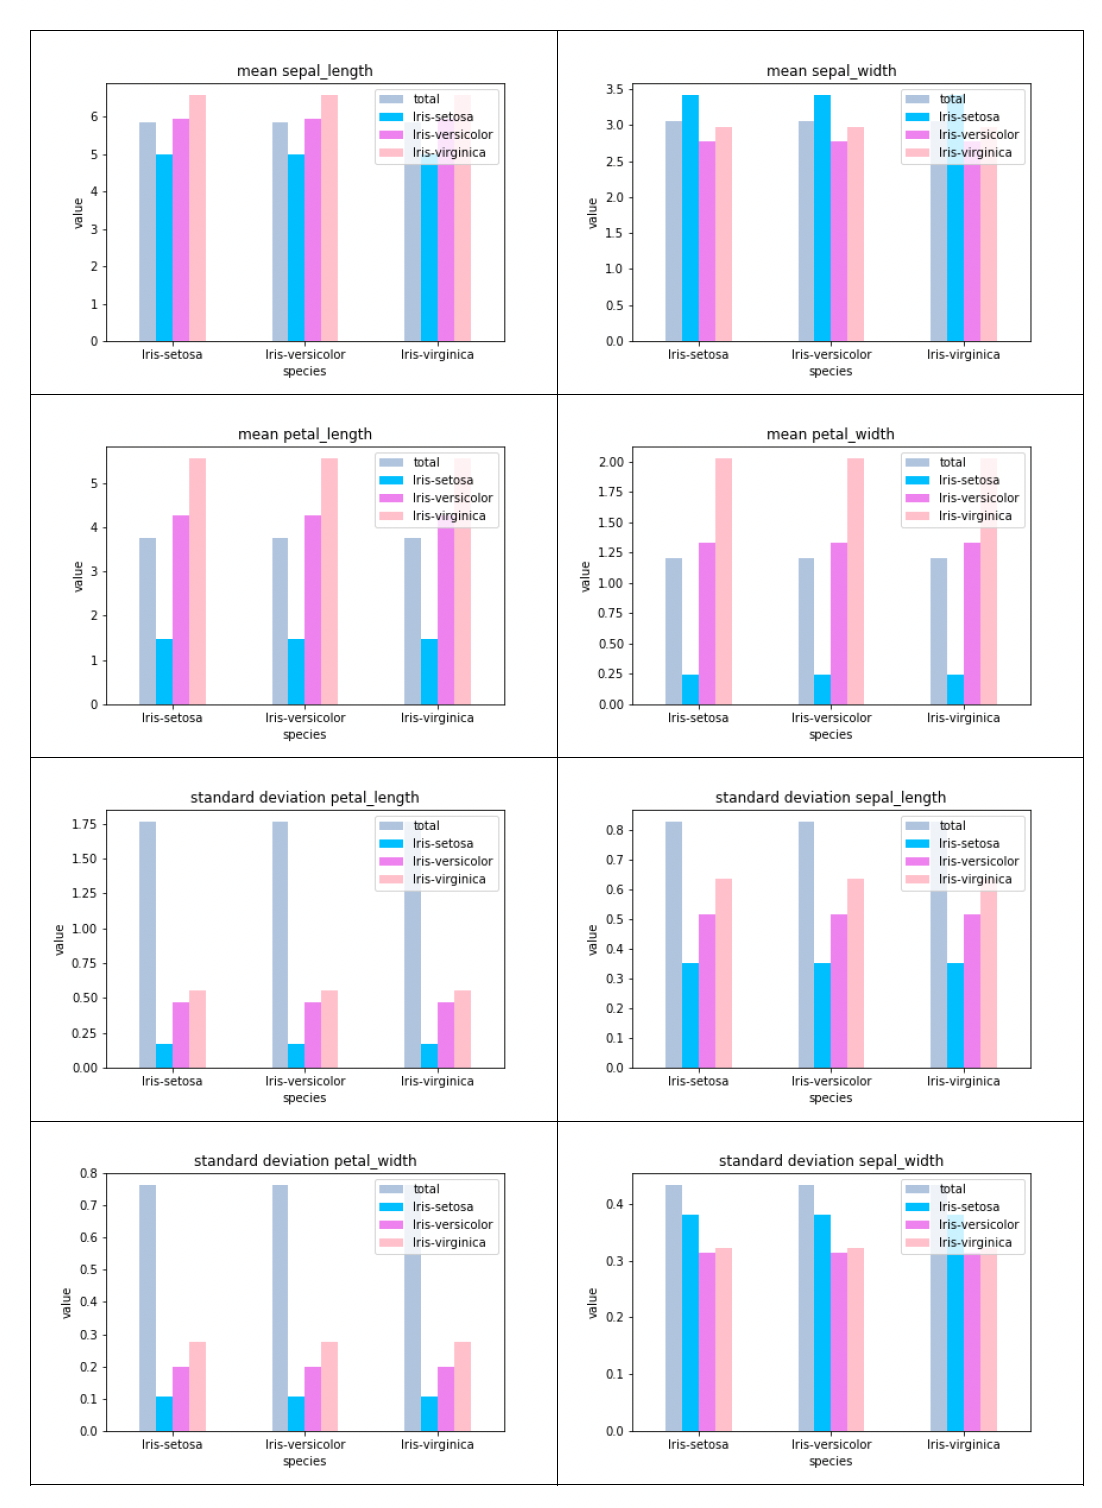 mean sepal_length
total
Iris-setosa
Iris-versicolor
Iris-virginica
6
5
4
3
2
1
0
value
Iris-setosa Iris-versicolor Iris-virginica
species
mean sepal_width
total
Iris-setosa
Iris-versicolor
Iris-virginica
3.5
3.0
2.5
2.0
1.5
1.0
0.5
0.0
value
Iris-setosa Iris-versicolor Iris-virginica
species
mean petal_length
total
Iris-setosa
Iris-versicolor
Iris-virginica
5
4
3
2
1
0
value
Iris-setosa Iris-versicolor Iris-virginica
species
mean petal_width
total
Iris-setosa
Iris-versicolor
Iris-virginica
2.00
1.75
1.50
1.25
1.00
0.75
0.50
0.25
0.00
value
Iris-setosa Iris-versicolor Iris-virginica
species
standard deviation petal_length
total
Iris-setosa
Iris-versicolor
Iris-virginica
1.75
1.50
1.25
1.00
0.75
0.50
0.25
0.00
value
Iris-setosa Iris-versicolor Iris-virginica
species
standard deviation sepal_length
total
Iris-setosa
Iris-versicolor
Iris-virginica
0.8
0.7
0.6
0.5
0.4
0.3
0.2
0.1
0.0
value
Iris-setosa Iris-versicolor Iris-virginica
species
standard deviation petal_width
total
Iris-setosa
Iris-versicolor
Iris-virginica
0.8
0.7
0.6
0.5
0.4
0.3
0.2
0.1
0.0
value
Iris-setosa Iris-versicolor Iris-virginica
species
standard deviation sepal_width
total
Iris-setosa
Iris-versicolor
Iris-virginica
0.4
0.3
0.2
0.1
0.0
value
Iris-setosa Iris-versicolor Iris-virginica
species